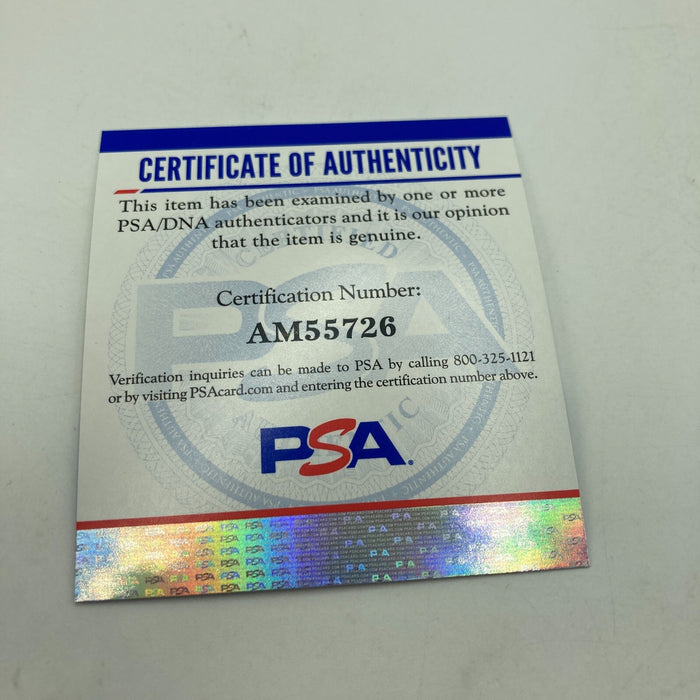 CERTIFICATE OF AUTHENTICITY
This item has been examined by one or more
PSA/DNA authenticators and it is our opinion
that the item is genuine.
Certification Number:
AM55726
Verification inquiries can be made to PSA by calling 800-325-1121
or by visiting PSAcard.com and entering the certification number above.
PSA